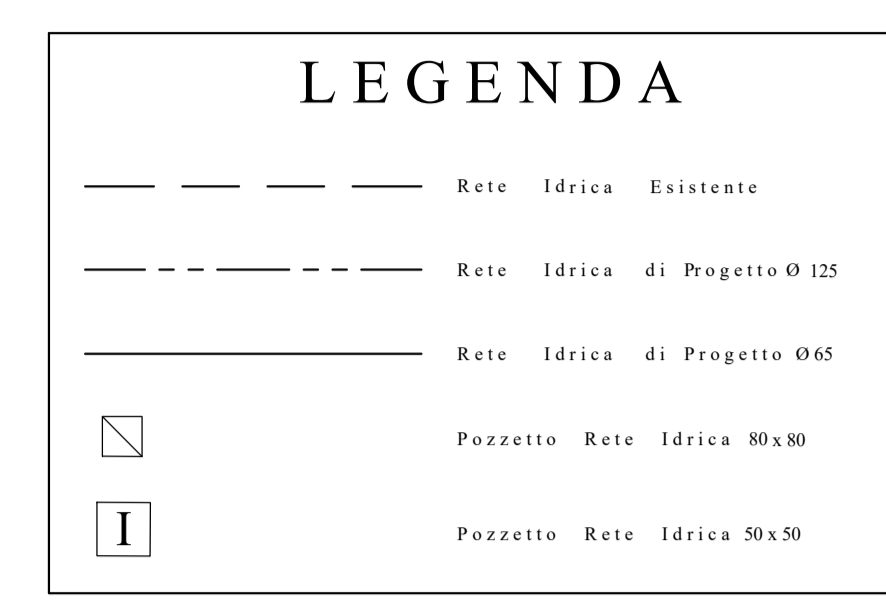 LEGENDA
Rete Idrica Esistente
Rete Idrica di Progetto Ø 125
Rete Idrica di Progetto Ø 65
Pozzetto Rete Idrica 80 x 80
I
Pozzetto Rete Idrica 50 x 50